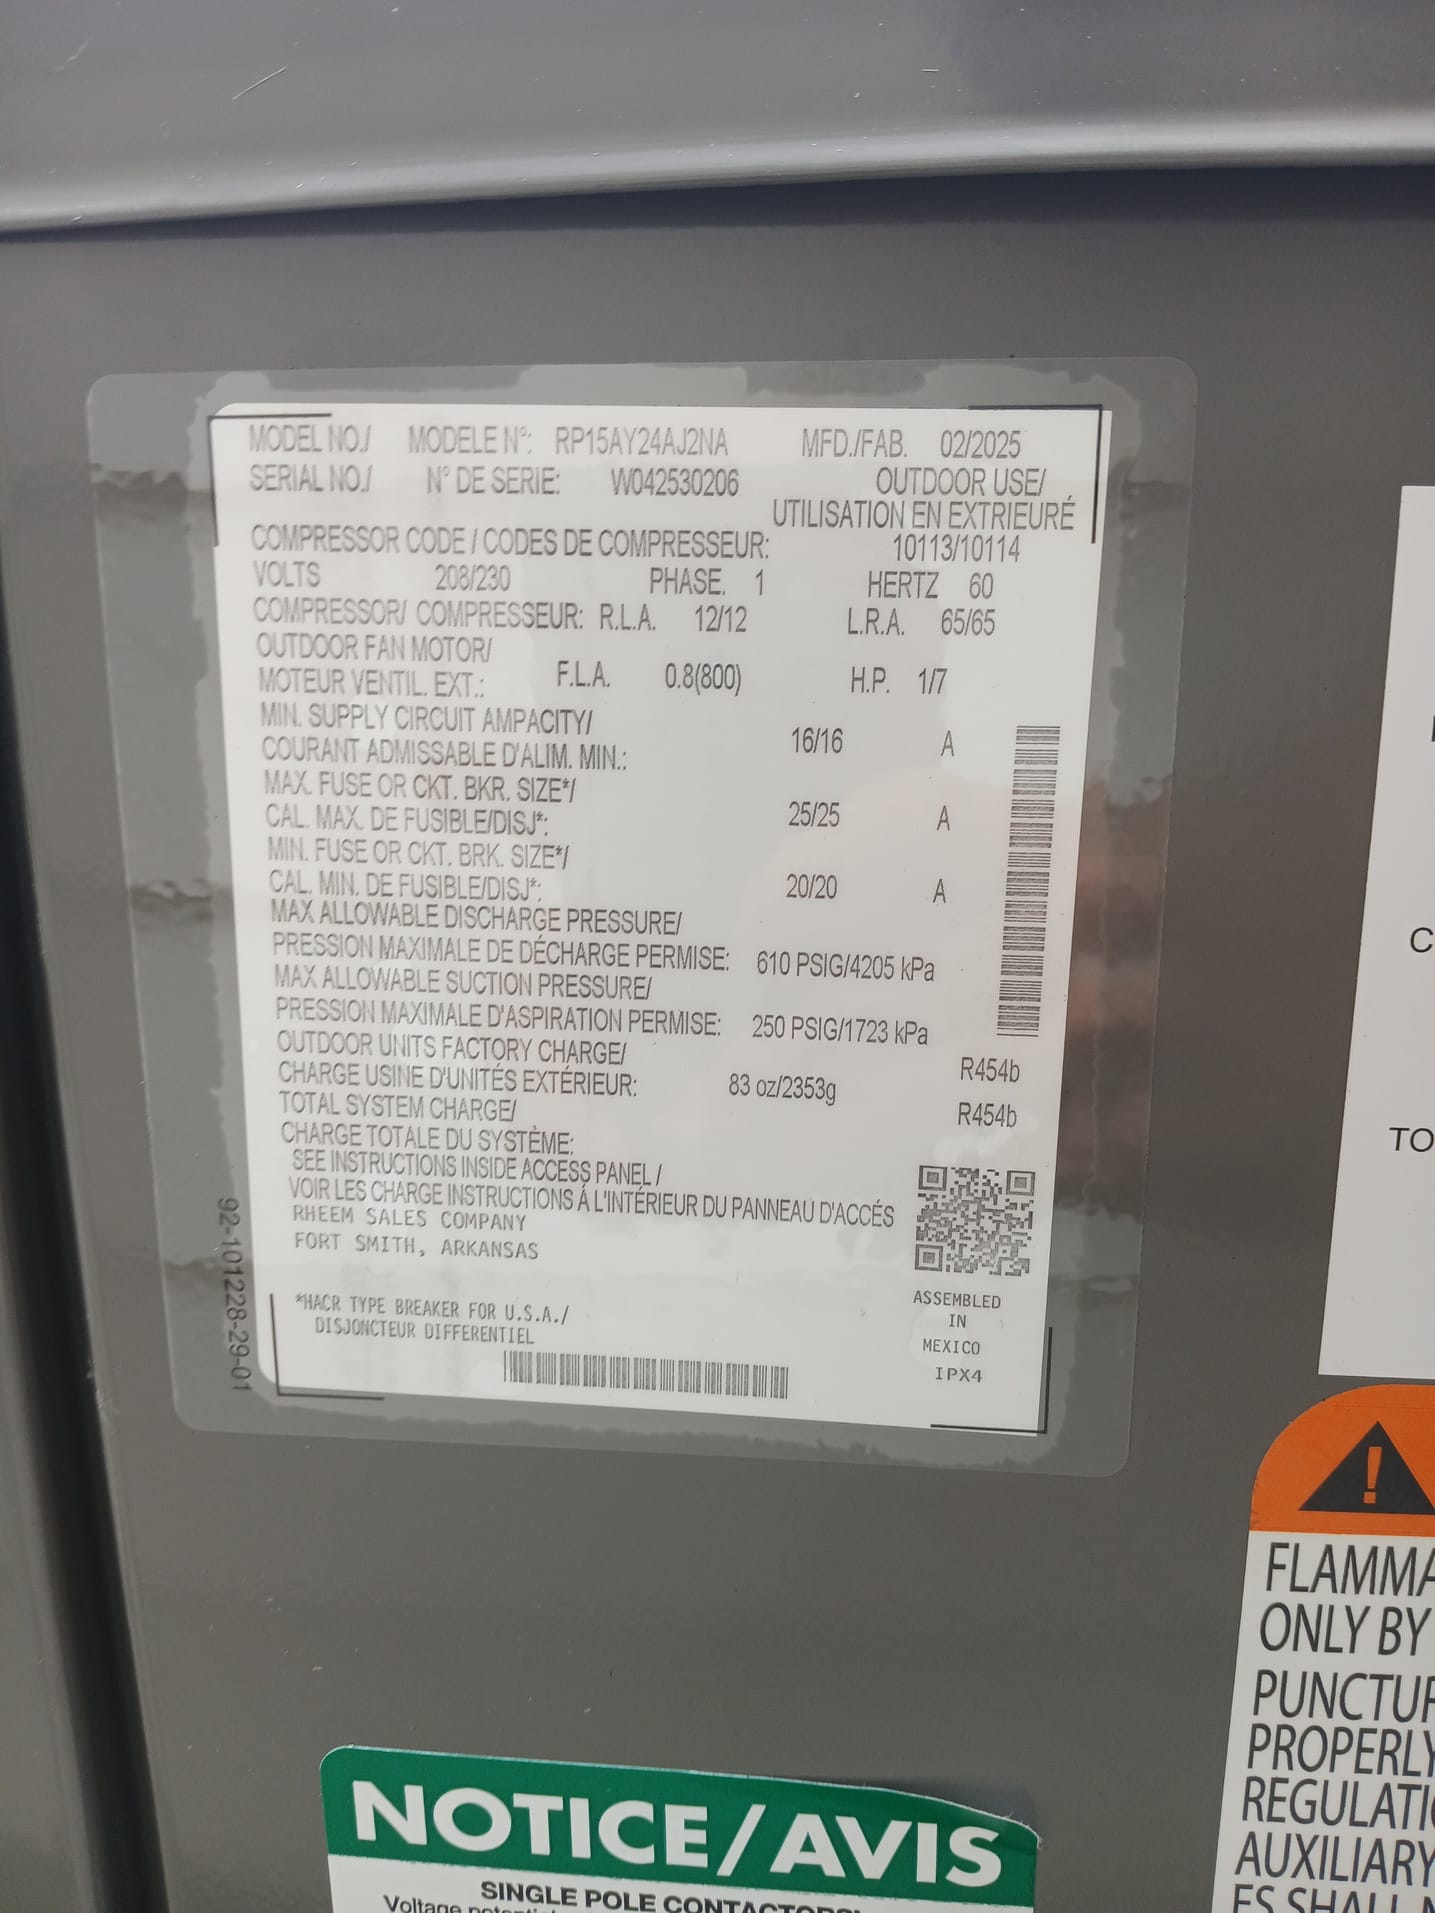 MODEL NO./ MODELE N°: RP15AY24AJ2NA MFD./FAB. 02/2025
SERIAL NO./ N° DE SERIE: W042530206 OUTDOOR USE/
UTILISATION EN EXTRIEURÉ
COMPRESSOR CODE / CODES DE COMPRESSEUR: 10113/10114
VOLTS 208/230 PHASE. 1 HERTZ 60
COMPRESSOR/ COMPRESSEUR: R.L.A. 12/12 L.R.A. 65/65
OUTDOOR FAN MOTOR/
MOTEUR VENTIL. EXT.: F.L.A. 0.8(800) H.P. 1/7
MIN. SUPPLY CIRCUIT AMPACITY/
COURANT ADMISSABLE D'ALIM. MIN.: 16/16 A
MAX. FUSE OR CKT. BKR. SIZE*/
CAL. MAX. DE FUSIBLE/DISJ*: 25/25 A
MIN. FUSE OR CKT. BRK. SIZE*/
CAL. MIN. DE FUSIBLE/DISJ*: 20/20 A
MAX ALLOWABLE DISCHARGE PRESSURE/
PRESSION MAXIMALE DE DÉCHARGE PERMISE: 610 PSIG/4205 kPa
MAX ALLOWABLE SUCTION PRESSURE/
PRESSION MAXIMALE D'ASPIRATION PERMISE: 250 PSIG/1723 kPa
OUTDOOR UNITS FACTORY CHARGE/
CHARGE USINE D'UNITÉS EXTÉRIEUR: 83 oz/2353g R454b
TOTAL SYSTEM CHARGE/ R454b
CHARGE TOTALE DU SYSTÈME:
SEE INSTRUCTIONS INSIDE ACCESS PANEL /
VOIR LES CHARGE INSTRUCTIONS Á L'INTÉRIEUR DU PANNEAU D'ACCÉS
RHEEM SALES COMPANY
FORT SMITH, ARKANSAS
*HACR TYPE BREAKER FOR U.S.A./
DISJONCTEUR DIFFERENTIEL
ASSEMBLED
IN
MEXICO
IPX4
92-101228-29-01
NOTICE/AVIS
SINGLE POLE
Voltage
ONLY BY